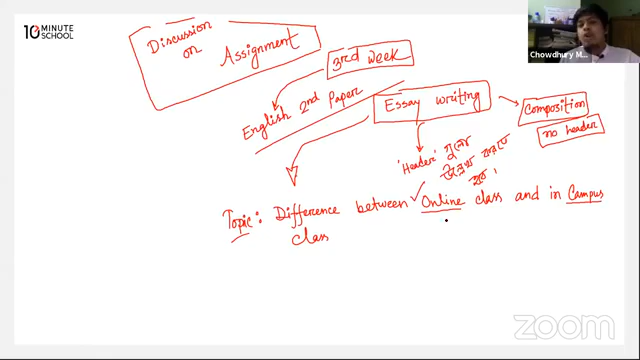 10 MINUTE
SCHOOL
Discussion
on
Assignment
3rd week
English 2nd Paper
Essay writing
Composition
no header
'Header'
Topic: Difference between Online class and in Campus
class
Chowdhury M...
ZOOM